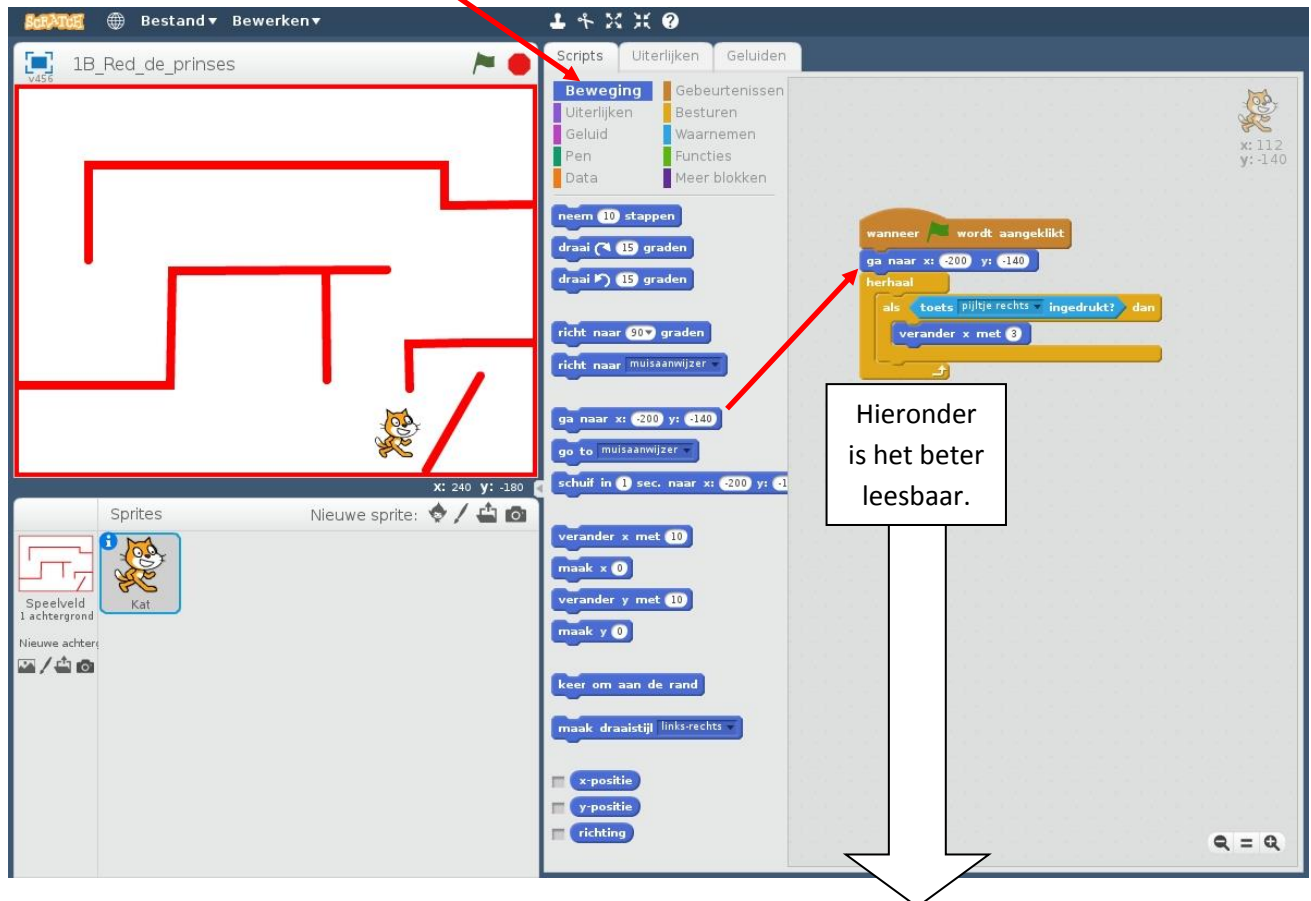 SCRATCH Bestand▾ Bewerken▾
v456
1B_Red_de_prinses
x: 240 y: -180
Sprites Nieuwe sprite:
Speelveld
1 achtergrond
Kat
Nieuwe achter
Scripts Uiterlijken Geluiden
Beweging Gebeurtenissen
Uiterlijken Besturen
Geluid Waarnemen
Pen Functies
Data Meer blokken
neem 10 stappen
draai 15 graden
draai 15 graden
richt naar 90▾ graden
richt naar muisaanwijzer
ga naar x: -200 y: -140
go to muisaanwijzer
schuif in 1 sec. naar x: -200 y: -1
verander x met 10
maak x 0
verander y met 10
maak y 0
keer om aan de rand
maak draaistijl links-rechts
x-positie
y-positie
richting
x: 112
y: -140
wanneer wordt aangeklikt
ga naar x: -200 y: -140
herhaal
als toets pijltje rechts ingedrukt? dan
verander x met 3
Hieronder
is het beter
leesbaar.